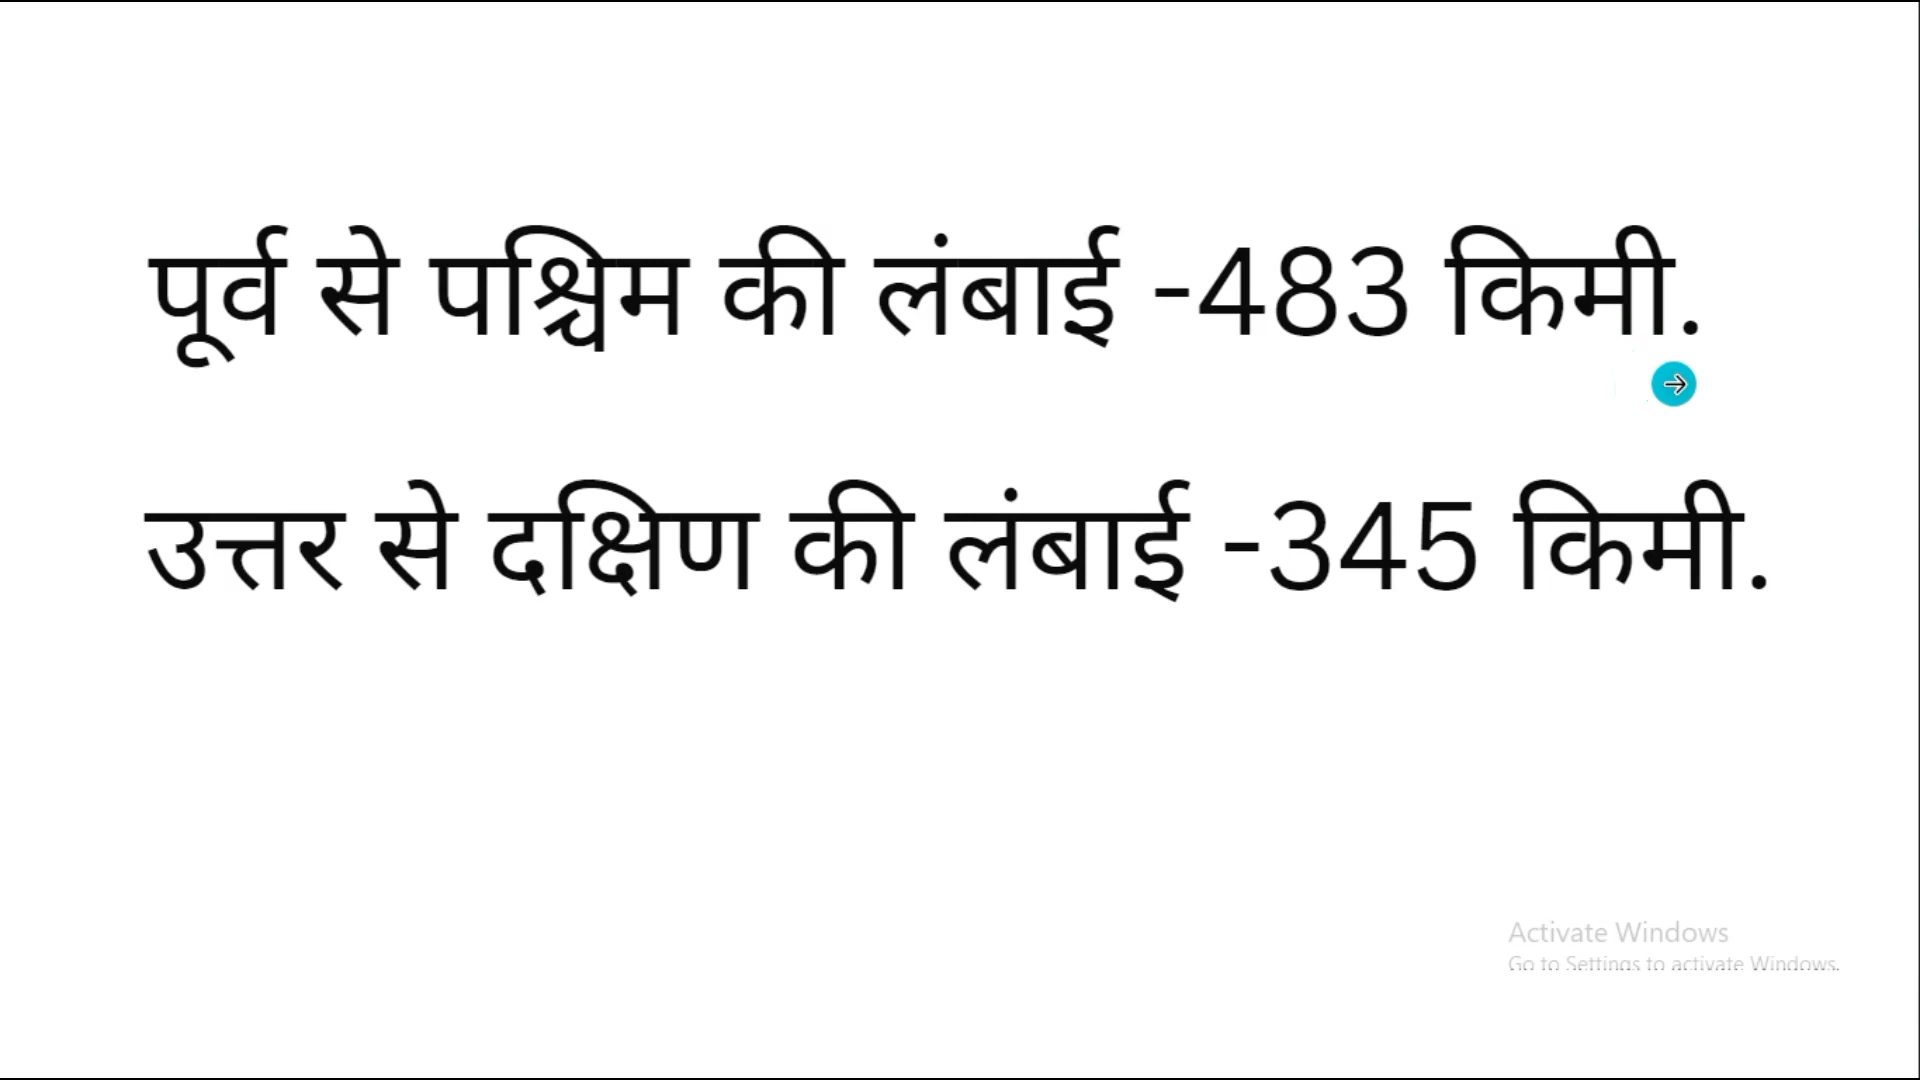 पूर्व से पश्चिम की लंबाई -483 किमी.
उत्तर से दक्षिण की लंबाई -345 किमी.
Activate Windows
Go to Settings to activate Windows.